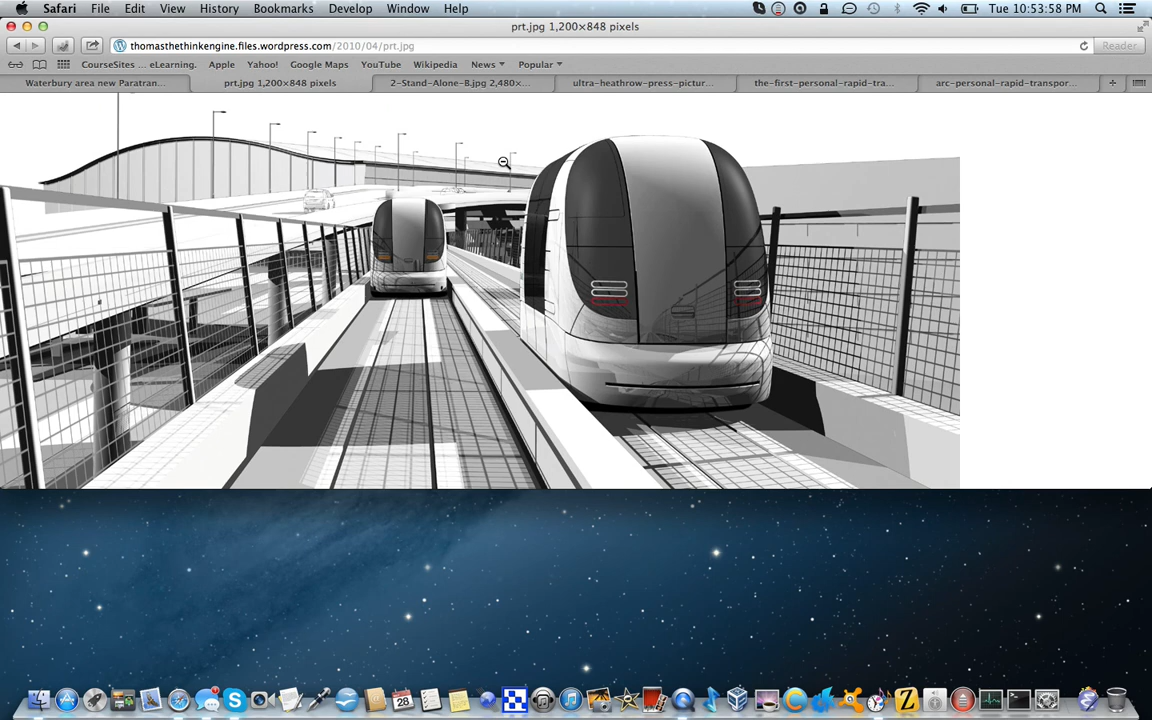 Safari File Edit View History Bookmarks Develop Window Help Tue 10:53:58 PM
prt.jpg 1,200×848 pixels
thomasthethinkengine.files.wordpress.com/2010/04/prt.jpg Reader
CourseSites ... eLearning. Apple Yahoo! Google Maps YouTube Wikipedia News Popular
Waterbury area new Paratran... prt.jpg 1,200×848 pixels 2-Stand-Alone-B.jpg 2,480×... ultra-heathrow-press-pictur... the-first-personal-rapid-tra... arc-personal-rapid-transpor...
28
Z